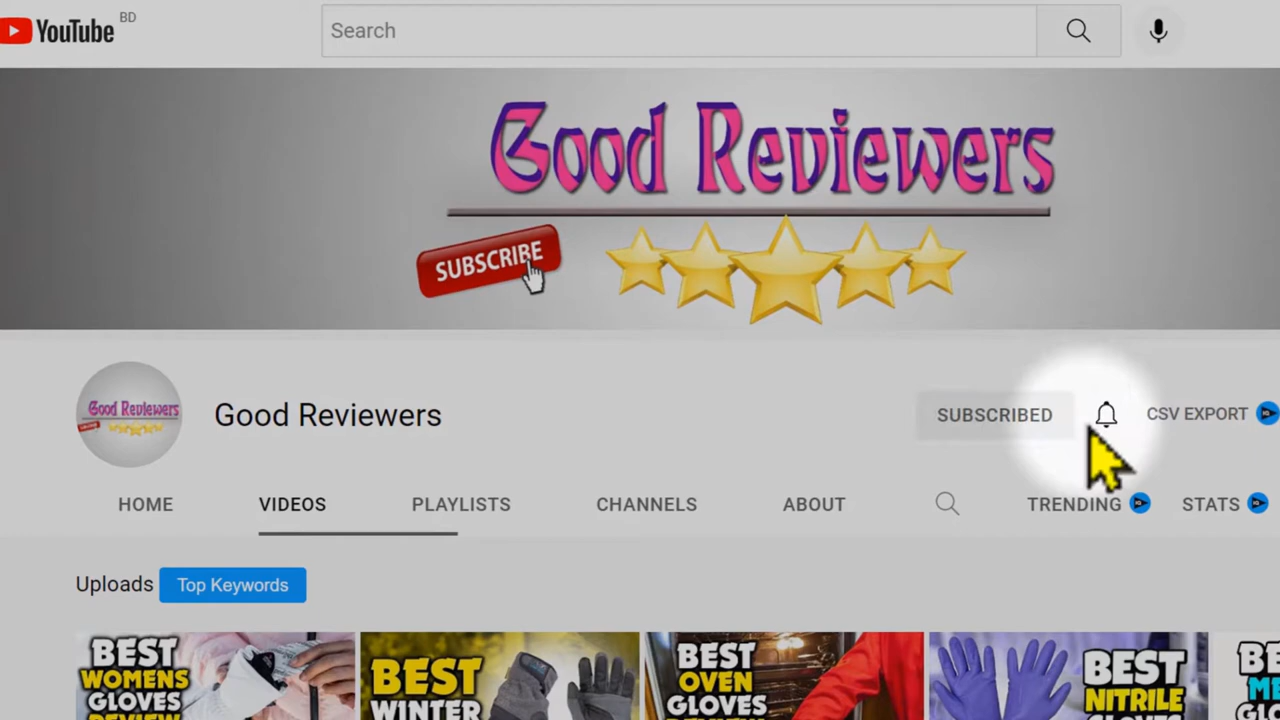 YouTube BD
Search
Good Reviewers
SUBSCRIBE
Good Reviewers
SUBSCRIBE
Good Reviewers
SUBSCRIBED
CSV EXPORT
HOME
VIDEOS
PLAYLISTS
CHANNELS
ABOUT
TRENDING
STATS
Uploads
Top Keywords
BEST
WOMENS
GLOVES
BEST
WINTER
BEST
OVEN
GLOVES
BEST
NITRILE